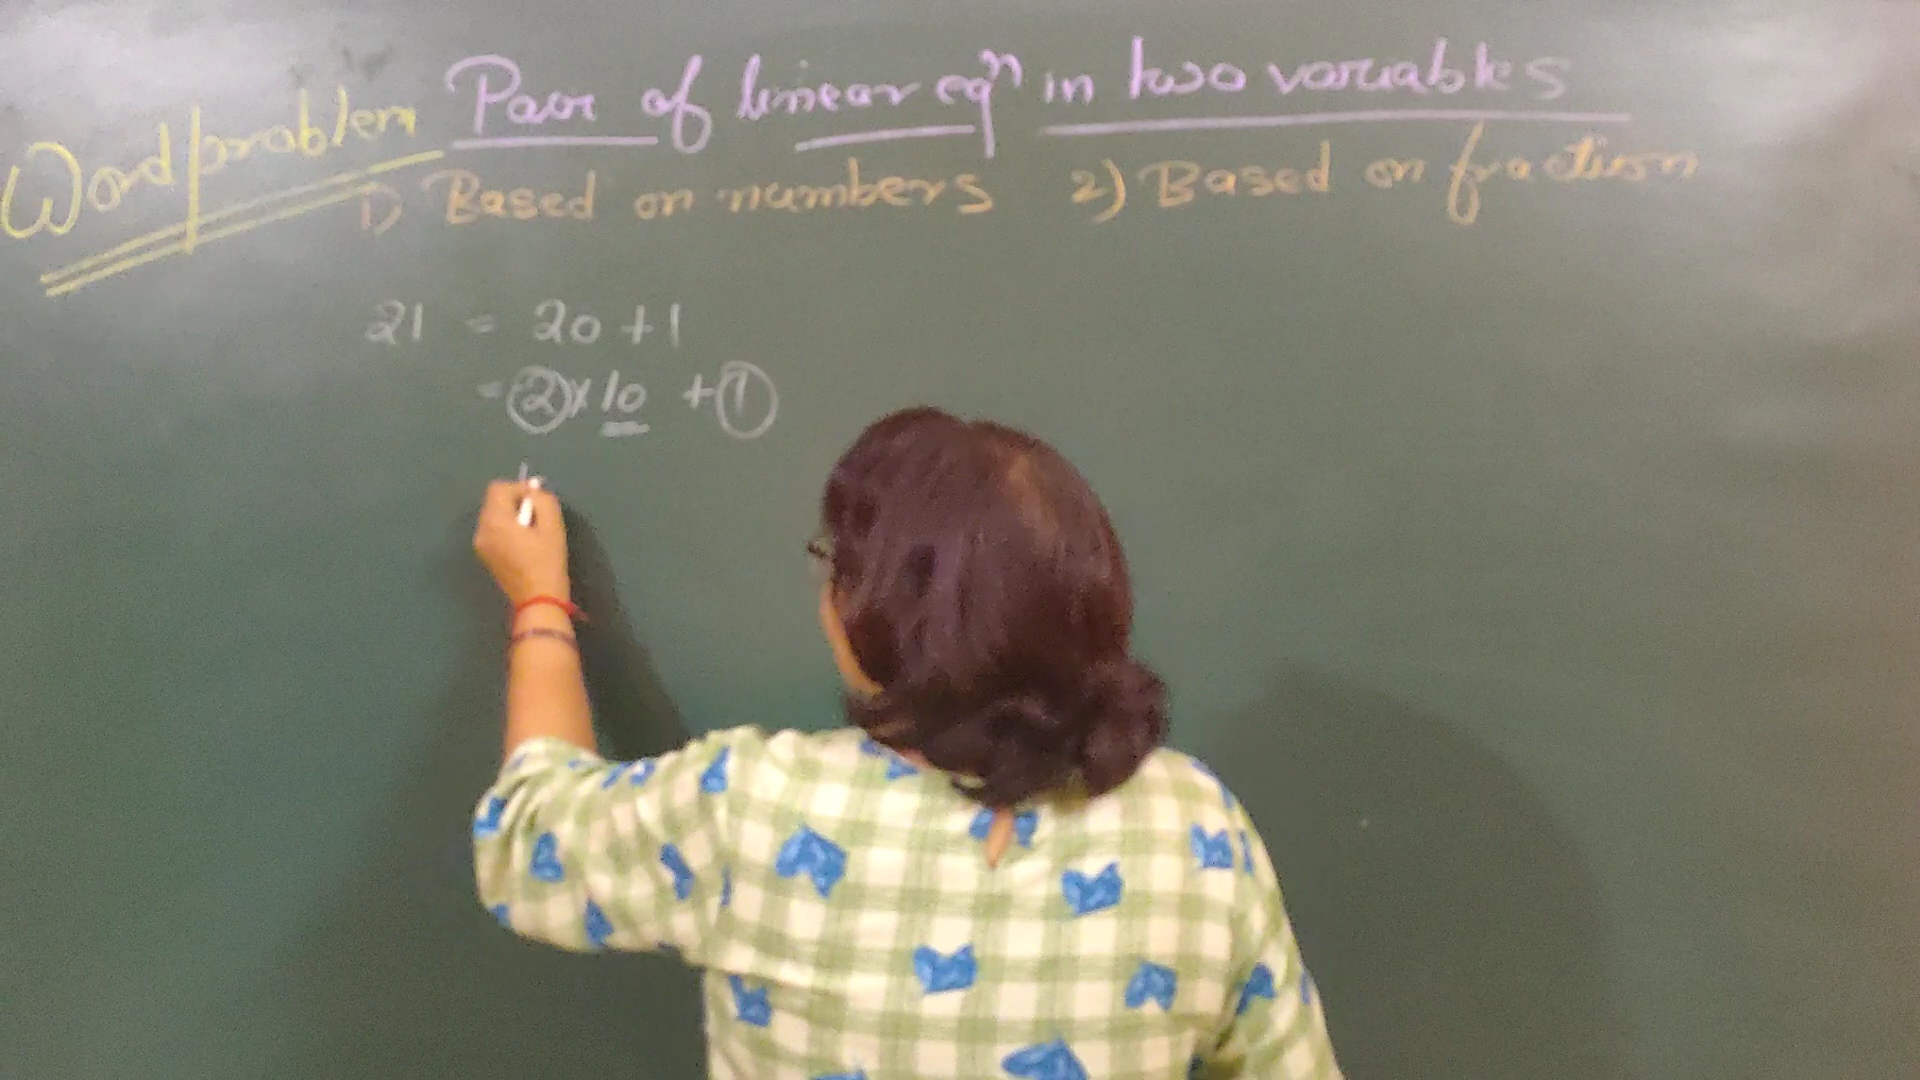 Pair of linear eqn in two variables
Word problem
1) Based on numbers 2) Based on fraction
21 = 20 + 1
= 2 x 10 + 1